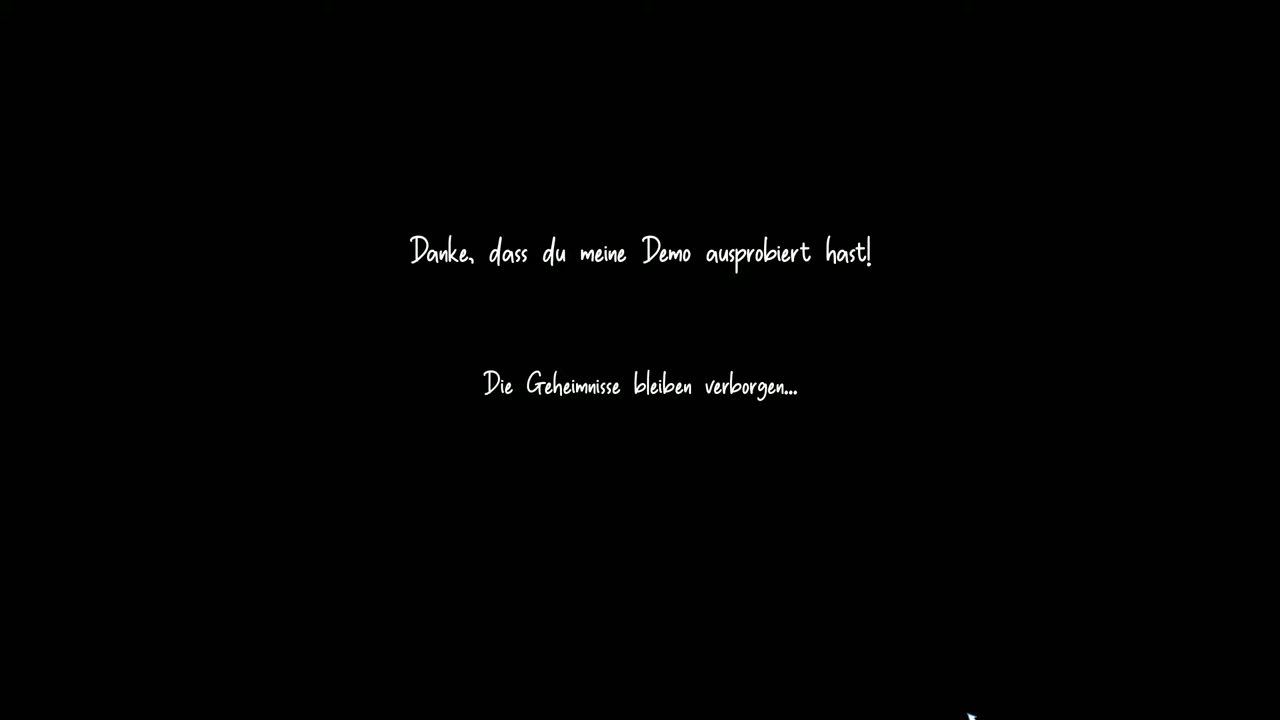 Danke, dass du meine Demo ausprobiert hast!
Die Geheimnisse bleiben verborgen...